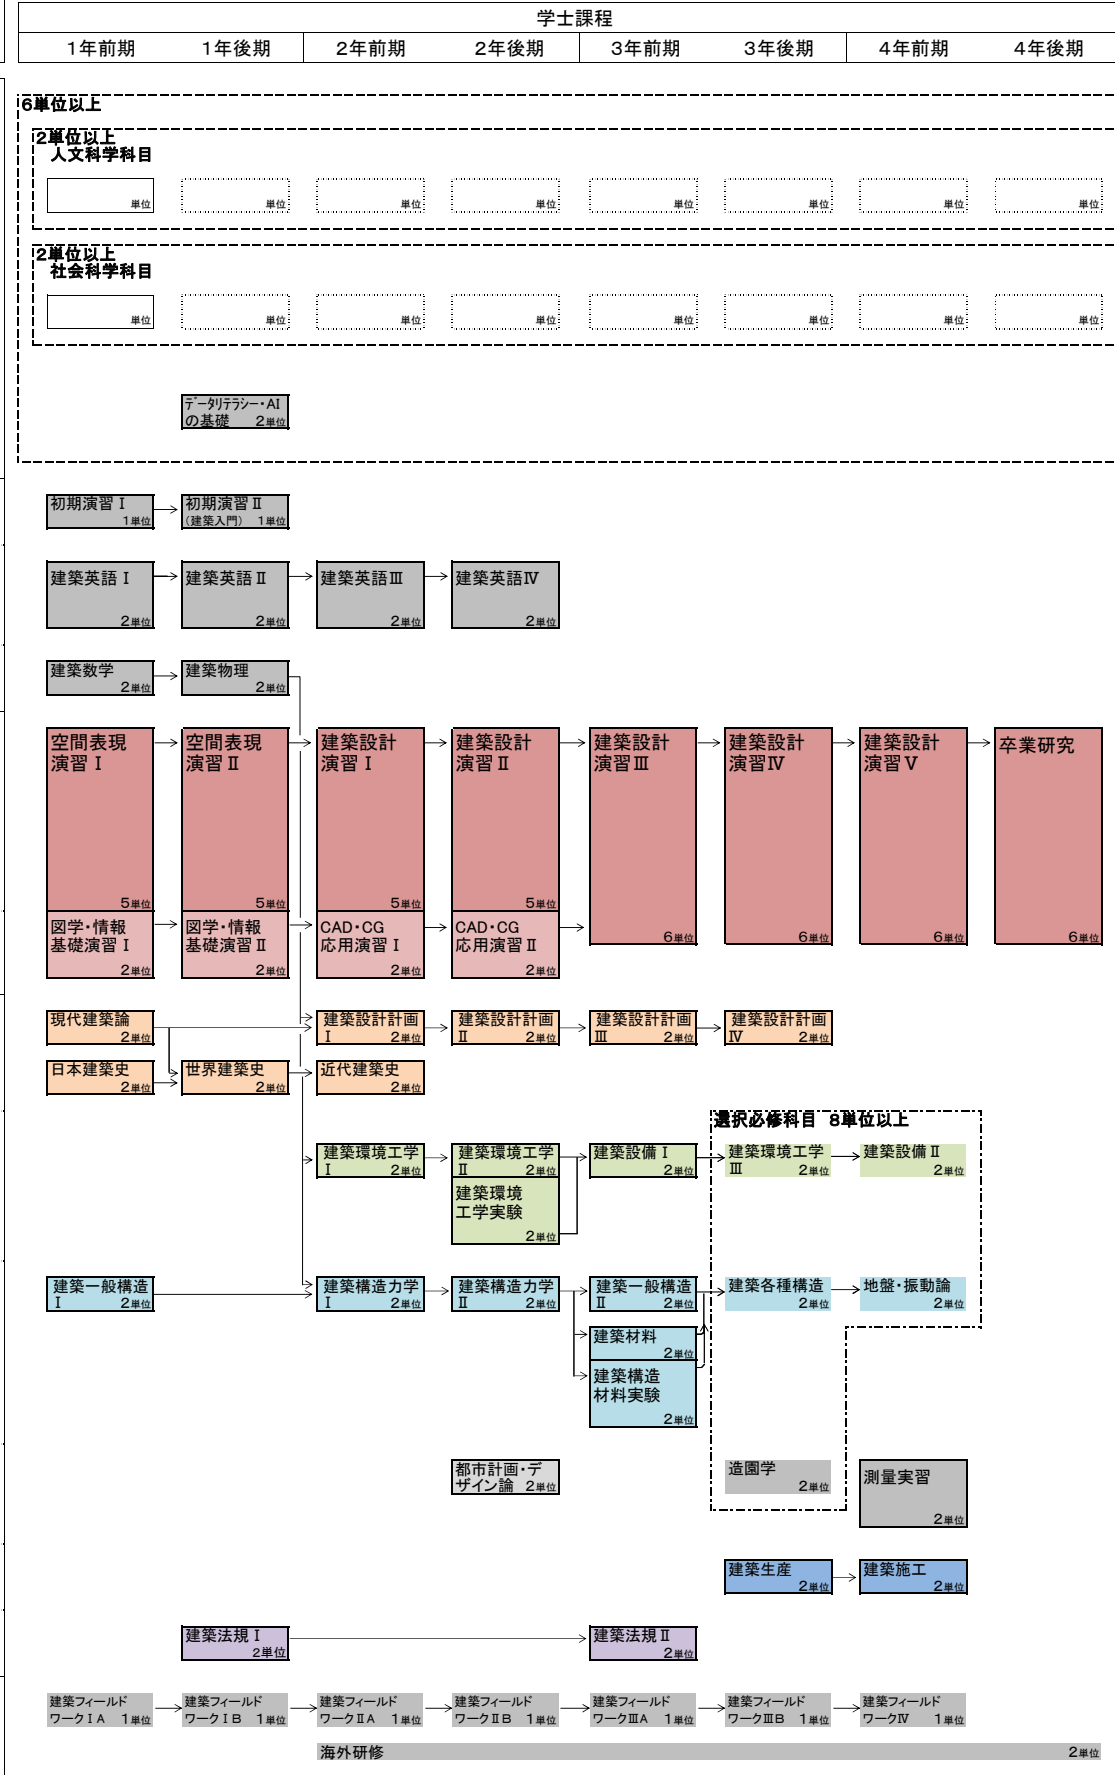 学士課程
1年前期 1年後期 2年前期 2年後期 3年前期 3年後期 4年前期 4年後期
6単位以上
2単位以上
人文科学科目
単位 単位 単位 単位 単位 単位 単位 単位
2単位以上
社会科学科目
単位 単位 単位 単位 単位 単位 単位 単位
データリテラシー・AI
の基礎 2単位
初期演習Ⅰ
1単位
初期演習Ⅱ
(建築入門) 1単位
建築英語Ⅰ
2単位
建築英語Ⅱ
2単位
建築英語Ⅲ
2単位
建築英語Ⅳ
2単位
建築数学
2単位
建築物理
2単位
空間表現
演習Ⅰ
5単位
空間表現
演習Ⅱ
5単位
建築設計
演習Ⅰ
5単位
建築設計
演習Ⅱ
5単位
建築設計
演習Ⅲ
6単位
建築設計
演習Ⅳ
6単位
建築設計
演習Ⅴ
6単位
卒業研究
6単位
図学・情報
基礎演習Ⅰ
2単位
図学・情報
基礎演習Ⅱ
2単位
CAD・CG
応用演習Ⅰ
2単位
CAD・CG
応用演習Ⅱ
2単位
現代建築論
2単位
建築設計計画
Ⅰ 2単位
建築設計計画
Ⅱ 2単位
建築設計計画
Ⅲ 2単位
建築設計計画
Ⅳ 2単位
日本建築史
2単位
世界建築史
2単位
近代建築史
2単位
選択必修科目 8単位以上
建築環境工学
Ⅰ 2単位
建築環境工学
Ⅱ 2単位
建築設備Ⅰ
2単位
建築環境工学
Ⅲ 2単位
建築設備Ⅱ
2単位
建築環境
工学実験
2単位
建築一般構造
Ⅰ 2単位
建築構造力学
Ⅰ 2単位
建築構造力学
Ⅱ 2単位
建築一般構造
Ⅱ 2単位
建築各種構造
2単位
地盤・振動論
2単位
建築材料
2単位
建築構造
材料実験
2単位
都市計画・デ
ザイン論 2単位
造園学
2単位
測量実習
2単位
建築生産
2単位
建築施工
2単位
建築法規Ⅰ
2単位
建築法規Ⅱ
2単位
建築フィールド
ワークⅠA 1単位
建築フィールド
ワークⅠB 1単位
建築フィールド
ワークⅡA 1単位
建築フィールド
ワークⅡB 1単位
建築フィールド
ワークⅢA 1単位
建築フィールド
ワークⅢB 1単位
建築フィールド
ワークⅣ 1単位
海外研修 2単位